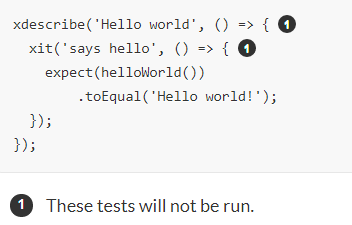 xdescribe('Hello world', () => { 1
  xit('says hello', () => { 1
    expect(helloWorld())
        .toEqual('Hello world!');
  });
});
1 These tests will not be run.